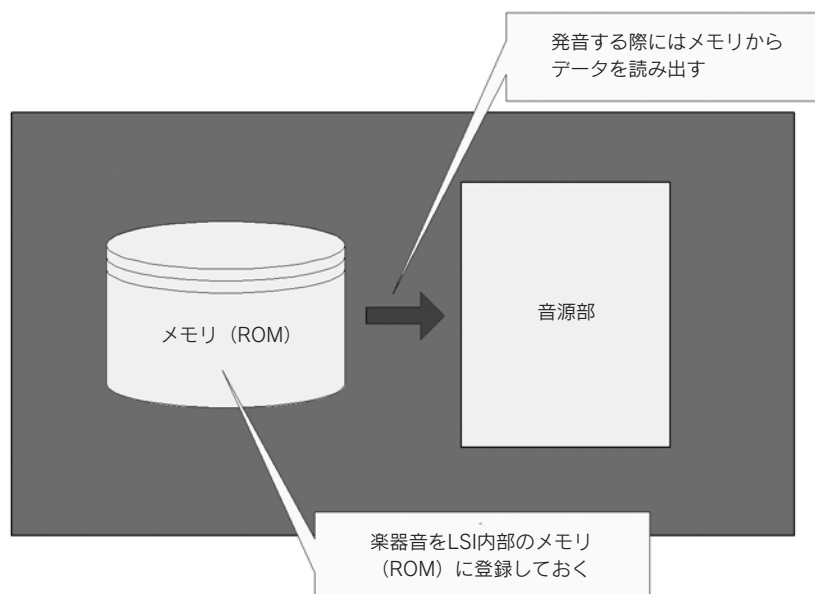 発音する際にはメモリから
データを読み出す
メモリ（ROM）
音源部
楽器音をLSI内部のメモリ
（ROM）に登録しておく